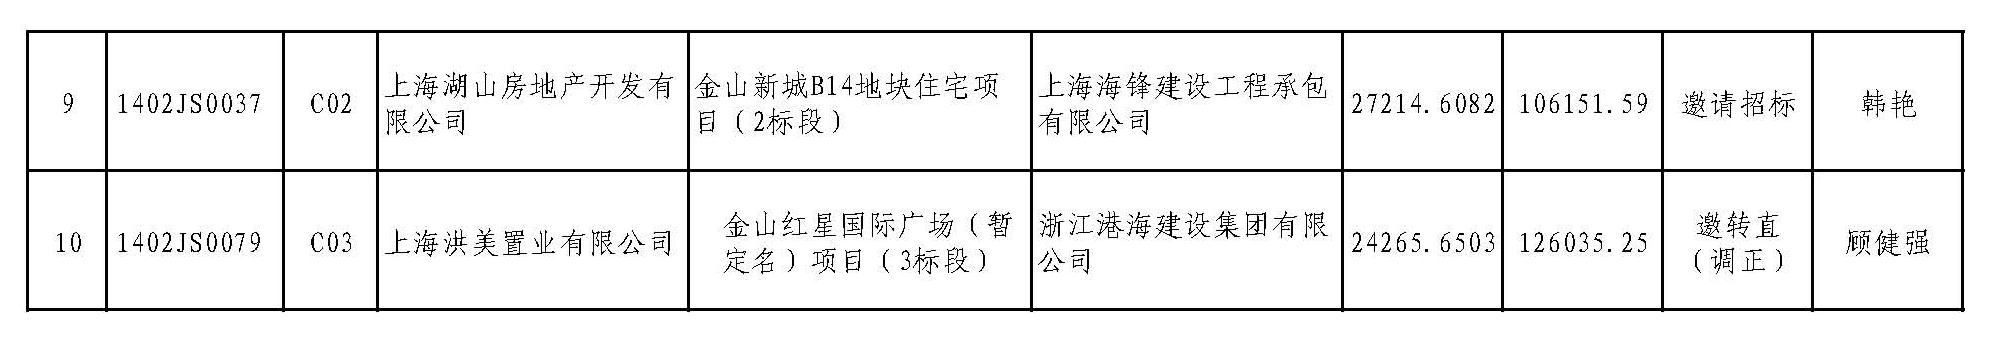 9 1402JS0037 C02 上海湖山房地产开发有限公司 金山新城B14地块住宅项目（2标段） 上海海锋建设工程承包有限公司 27214.6082 106151.59 邀请招标 韩艳
10 1402JS0079 C03 上海洪美置业有限公司 金山红星国际广场（暂定名）项目（3标段） 浙江港海建设集团有限公司 24265.6503 126035.25 邀转直（调正） 顾健强